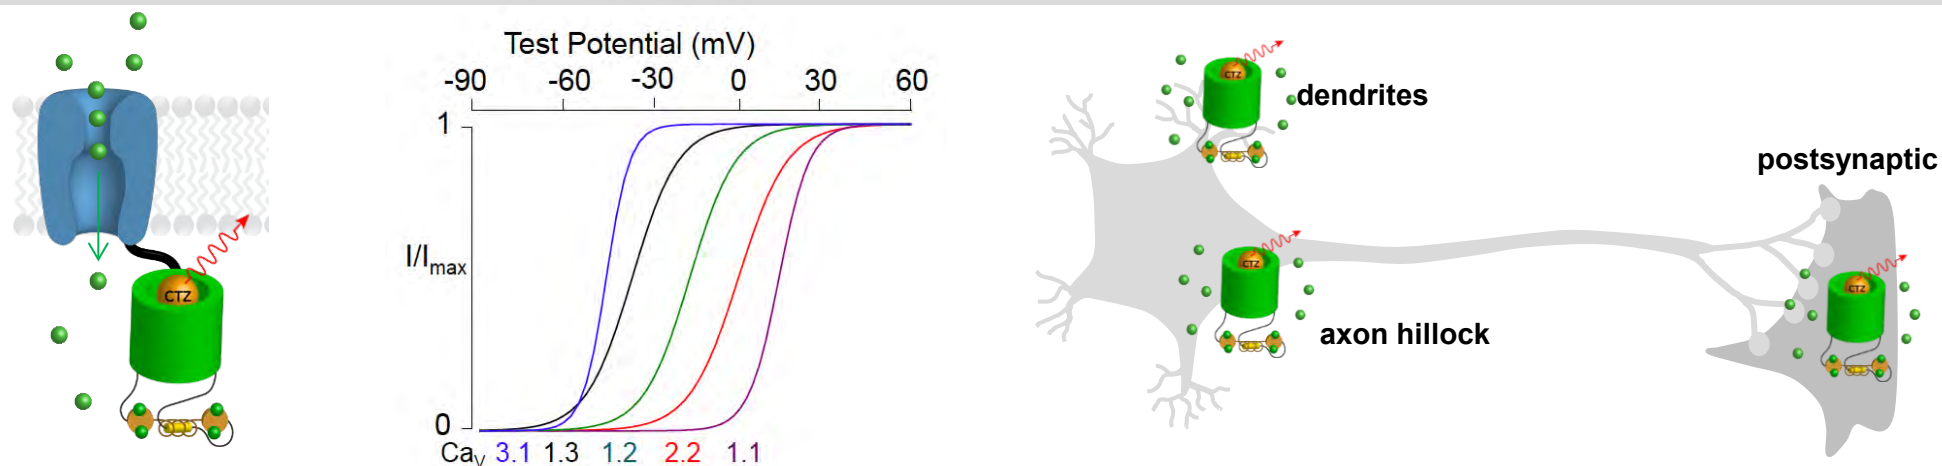 CTZ
Test Potential (mV)
-90 -60 -30 0 30 60
1
I/Imax
0
CaV 3.1 1.3 1.2 2.2 1.1
CTZ
dendrites
CTZ
axon hillock
postsynaptic
CTZ